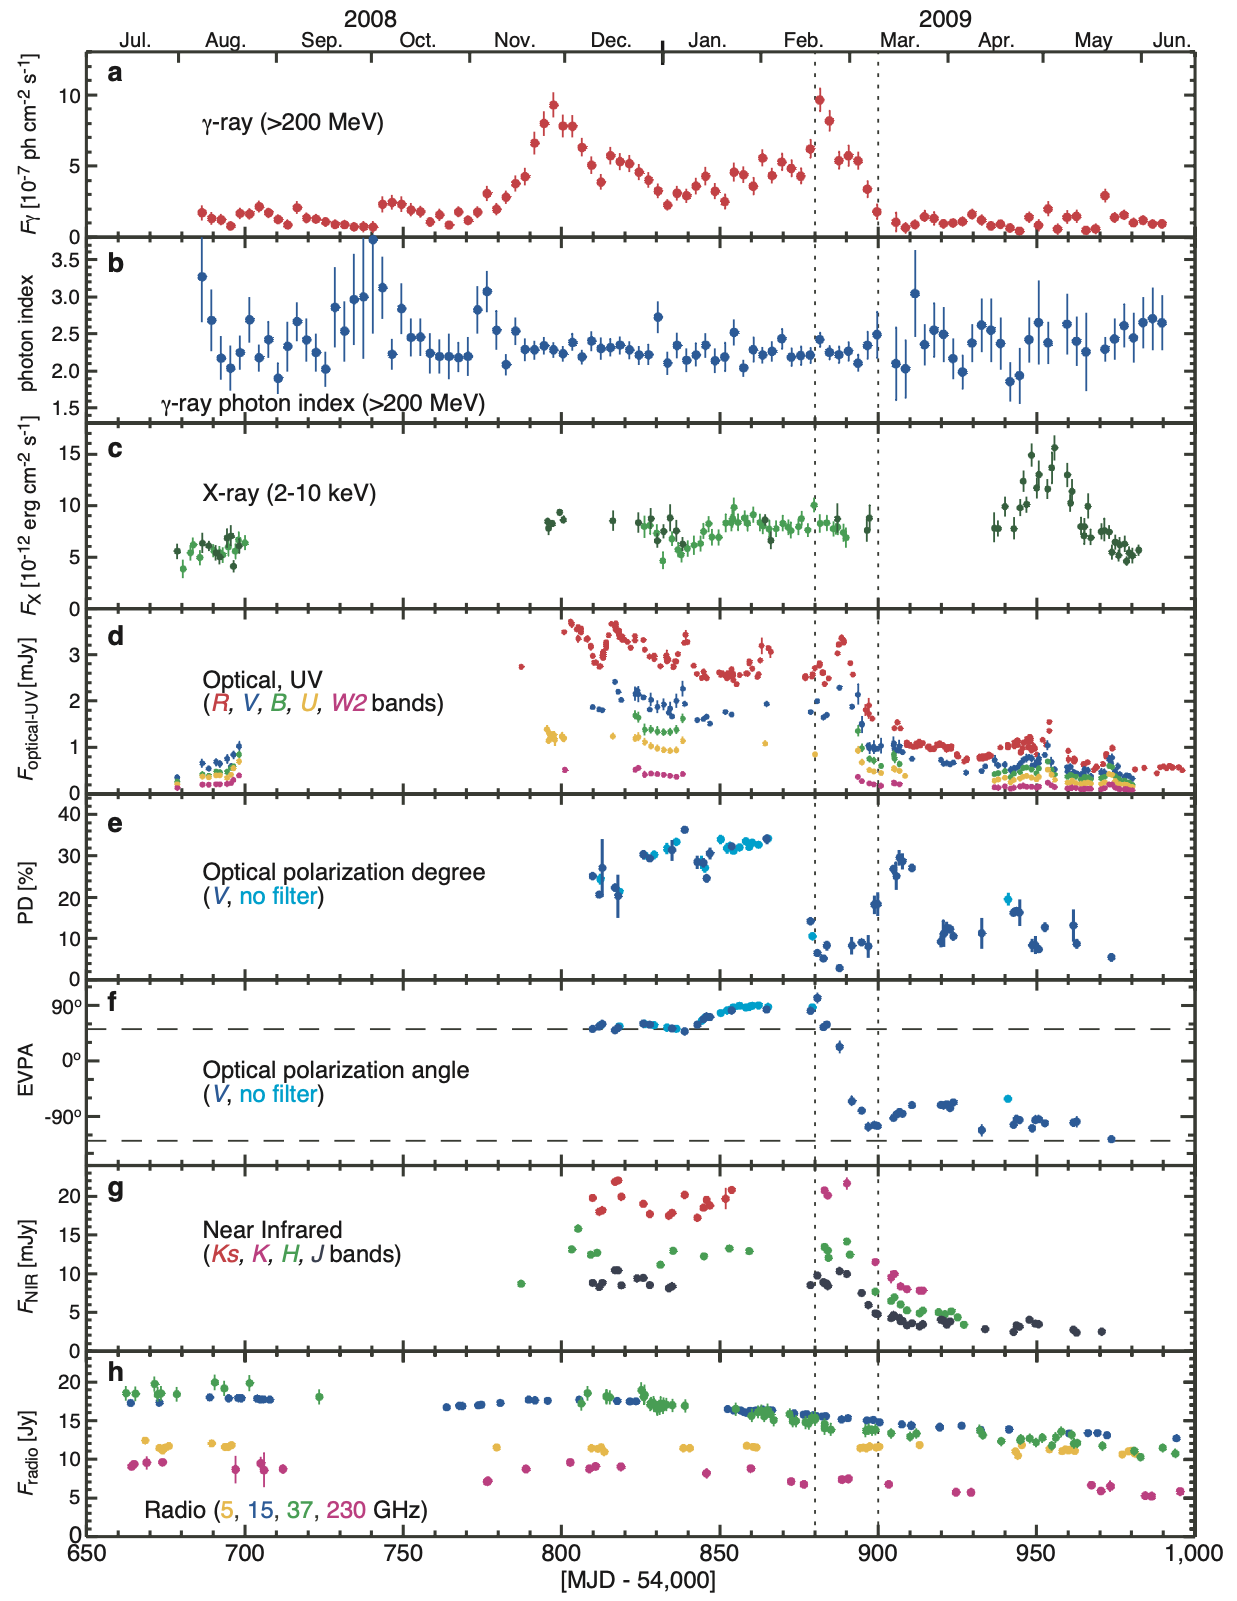 2008 2009
Jul. Aug. Sep. Oct. Nov. Dec. Jan. Feb. Mar. Apr. May Jun.
a
γ-ray (>200 MeV)
Fγ [10-7 ph cm-2 s-1]
10
5
0
b
photon index
3.5
3.0
2.5
2.0
1.5
γ-ray photon index (>200 MeV)
c
X-ray (2-10 keV)
FX [10-12 erg cm-2 s-1]
15
10
5
0
d
Optical, UV
(R, V, B, U, W2 bands)
Foptical-UV [mJy]
3
2
1
0
e
Optical polarization degree
(V, no filter)
PD [%]
40
30
20
10
0
f
Optical polarization angle
(V, no filter)
EVPA
90o
0o
-90o
g
Near Infrared
(Ks, K, H, J bands)
FNIR [mJy]
20
15
10
5
0
h
Fradio [Jy]
20
15
10
5
0
Radio (5, 15, 37, 230 GHz)
650 700 750 800 850 900 950 1,000
[MJD - 54,000]